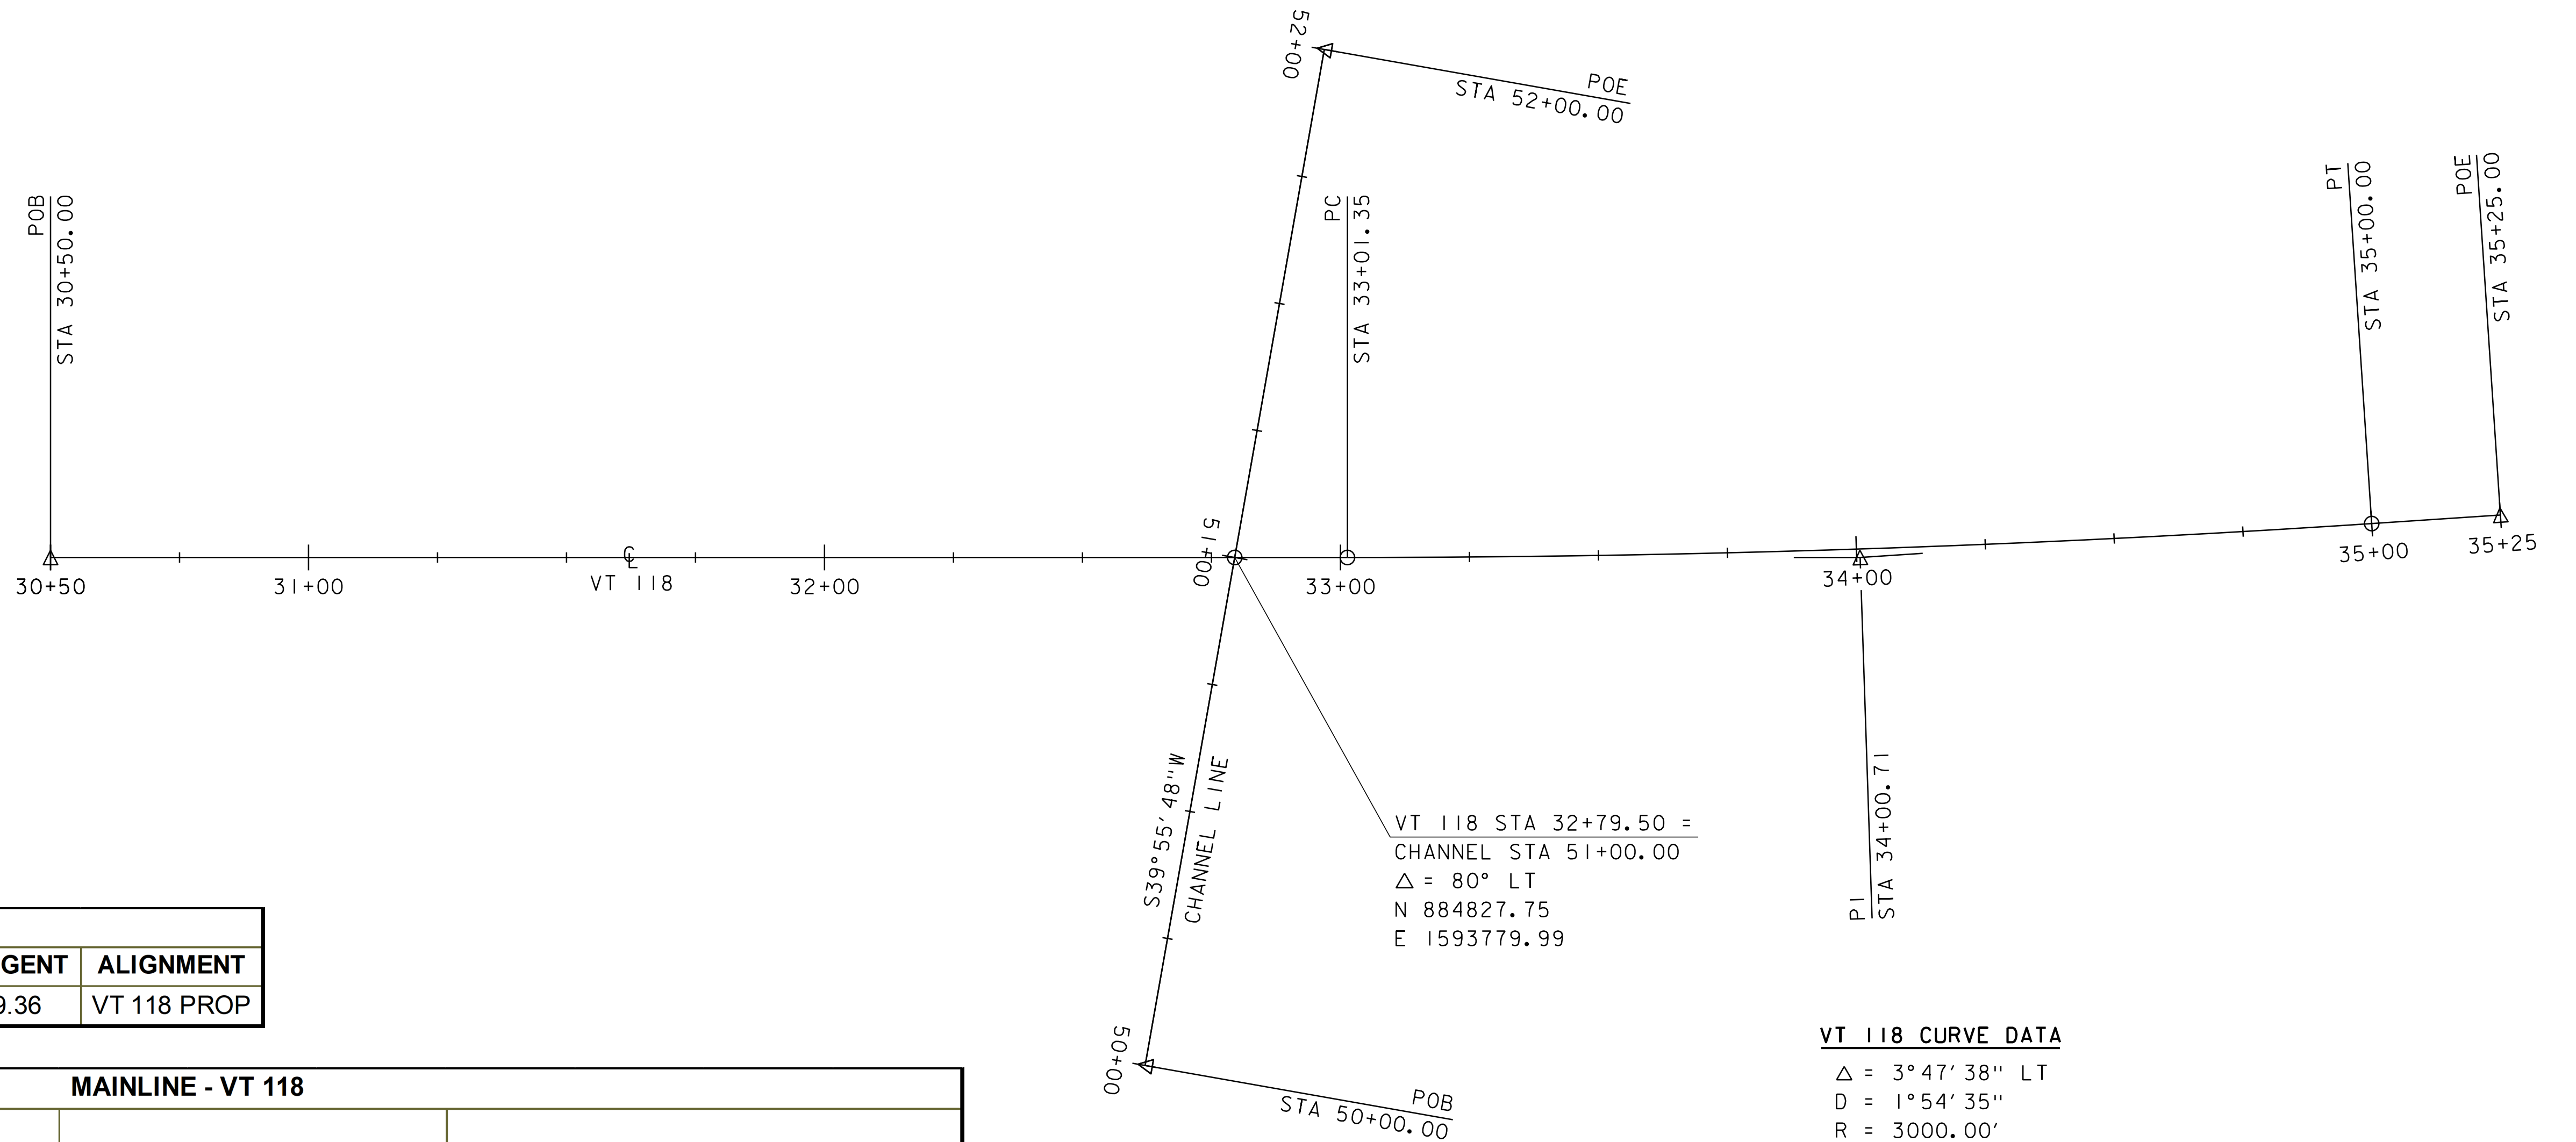 52+00
POE
STA 52+00.00
POB
STA 30+50.00
PC
STA 33+01.35
PT
STA 35+00.00
POE
STA 35+25.00
51+00
30+50
31+00
℄
VT 118
32+00
33+00
34+00
35+00
35+25
S39°55'48"W
CHANNEL LINE
VT 118 STA 32+79.50 =
CHANNEL STA 51+00.00
△ = 80° LT
N 884827.75
E 1593779.99
PI
STA 34+00.71
GENT ALIGNMENT
9.36 VT 118 PROP
50+00
POB
STA 50+00.00
MAINLINE - VT 118
VT 118 CURVE DATA
△ = 3°47'38" LT
D = 1°54'35"
R = 3000.00'